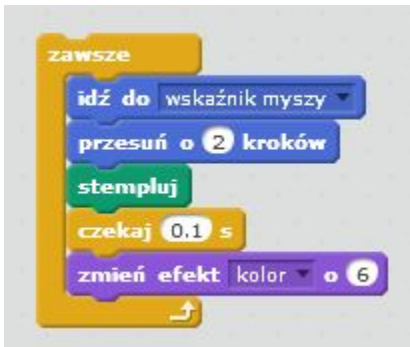 zawsze
idź do wskaźnik myszy
przesuń o 2 kroków
stempluj
czekaj 0.1 s
zmień efekt kolor o 6